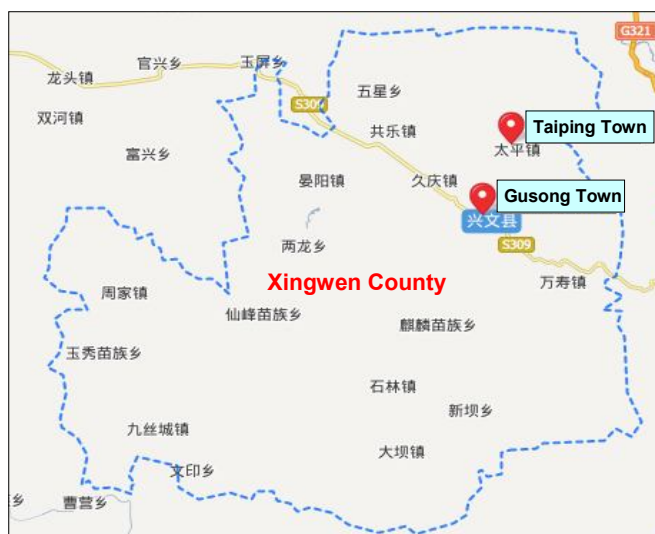 G321
官兴乡
玉屏乡
龙头镇
五星乡
S309
双河镇
共乐镇
Taiping Town
太平镇
富兴乡
晏阳镇
久庆镇
Gusong Town
兴文县
两龙乡
S309
Xingwen County
万寿镇
周家镇
仙峰苗族乡
麒麟苗族乡
玉秀苗族乡
石林镇
新坝乡
九丝城镇
大坝镇
文印乡
乡
曹营乡